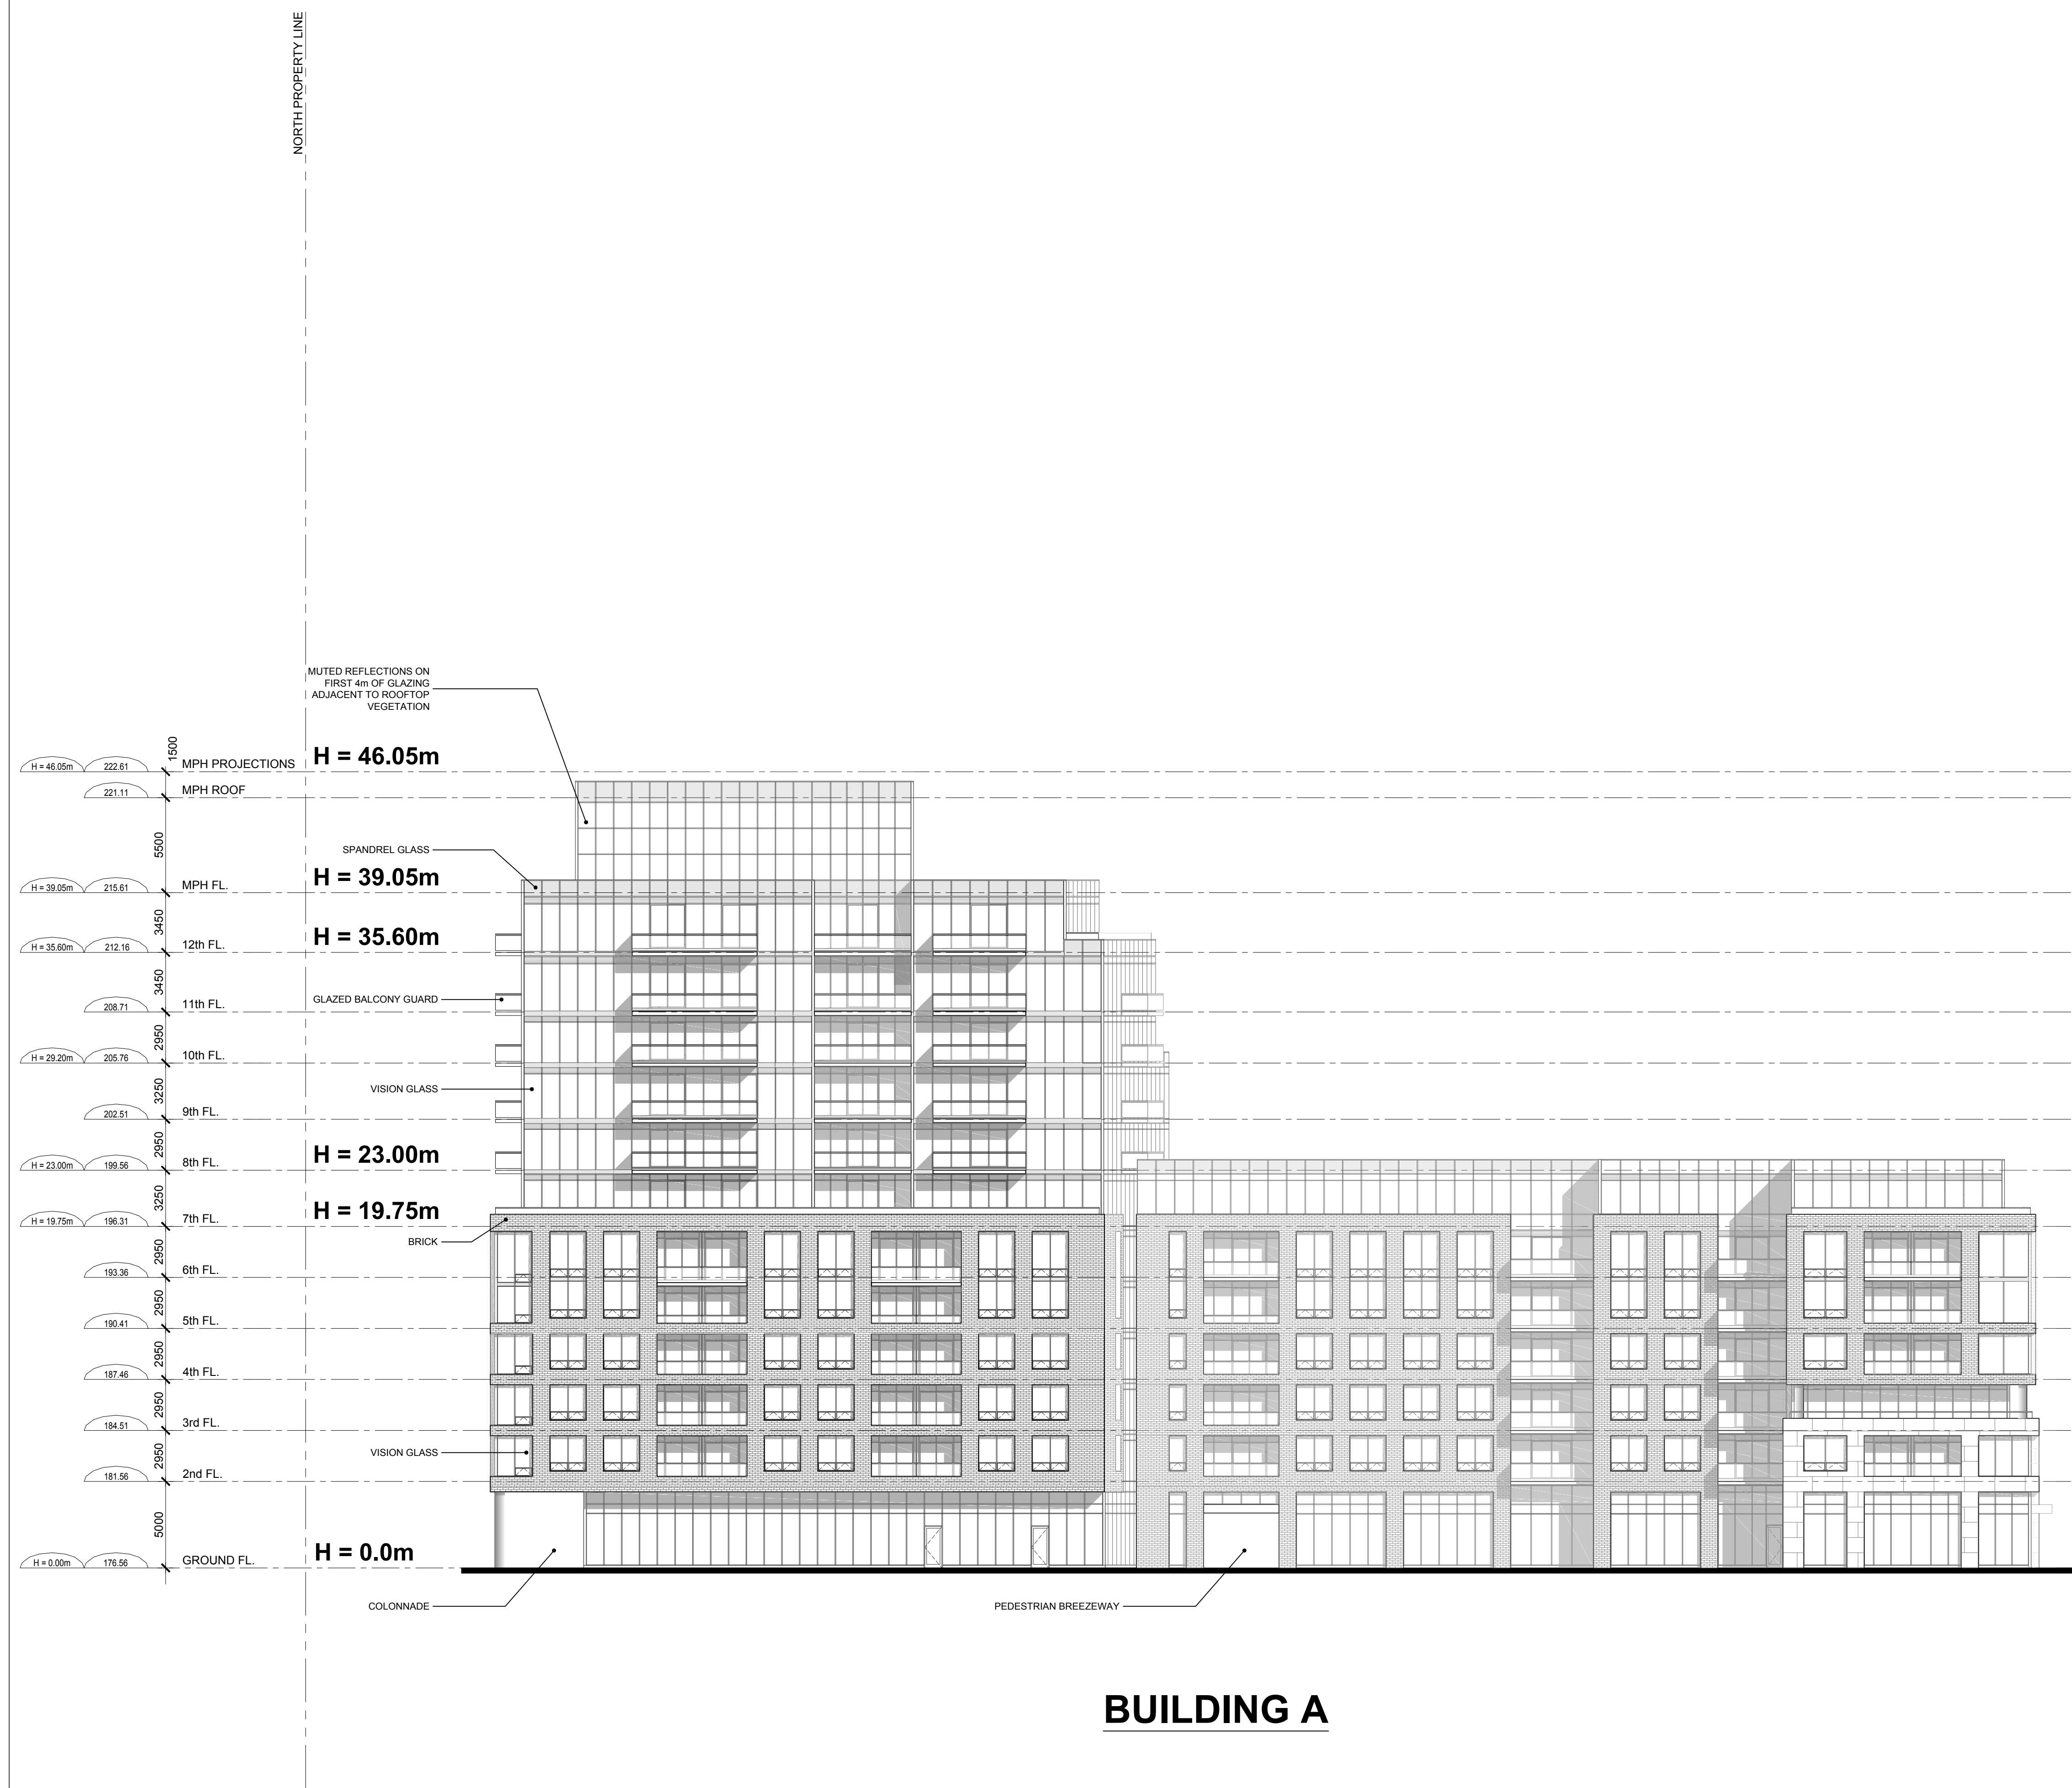 NORTH PROPERTY LINE
MUTED REFLECTIONS ON
FIRST 4m OF GLAZING
ADJACENT TO ROOFTOP
VEGETATION
1500
H = 46.05m 222.61 MPH PROJECTIONS H = 46.05m
221.11 MPH ROOF
5500
SPANDREL GLASS
H = 39.05m 215.61 MPH FL. H = 39.05m
3450
H = 35.60m 212.16 12th FL. H = 35.60m
3450
208.71 11th FL. GLAZED BALCONY GUARD
2950
H = 29.20m 205.76 10th FL.
3250
VISION GLASS
202.51 9th FL.
2950
H = 23.00m 199.56 8th FL. H = 23.00m
3250
H = 19.75m 196.31 7th FL. H = 19.75m
BRICK
2950
193.36 6th FL.
2950
190.41 5th FL.
2950
187.46 4th FL.
2950
184.51 3rd FL.
2950
VISION GLASS
181.56 2nd FL.
5000
H = 0.00m 176.56 GROUND FL. H = 0.0m
COLONNADE PEDESTRIAN BREEZEWAY
BUILDING A